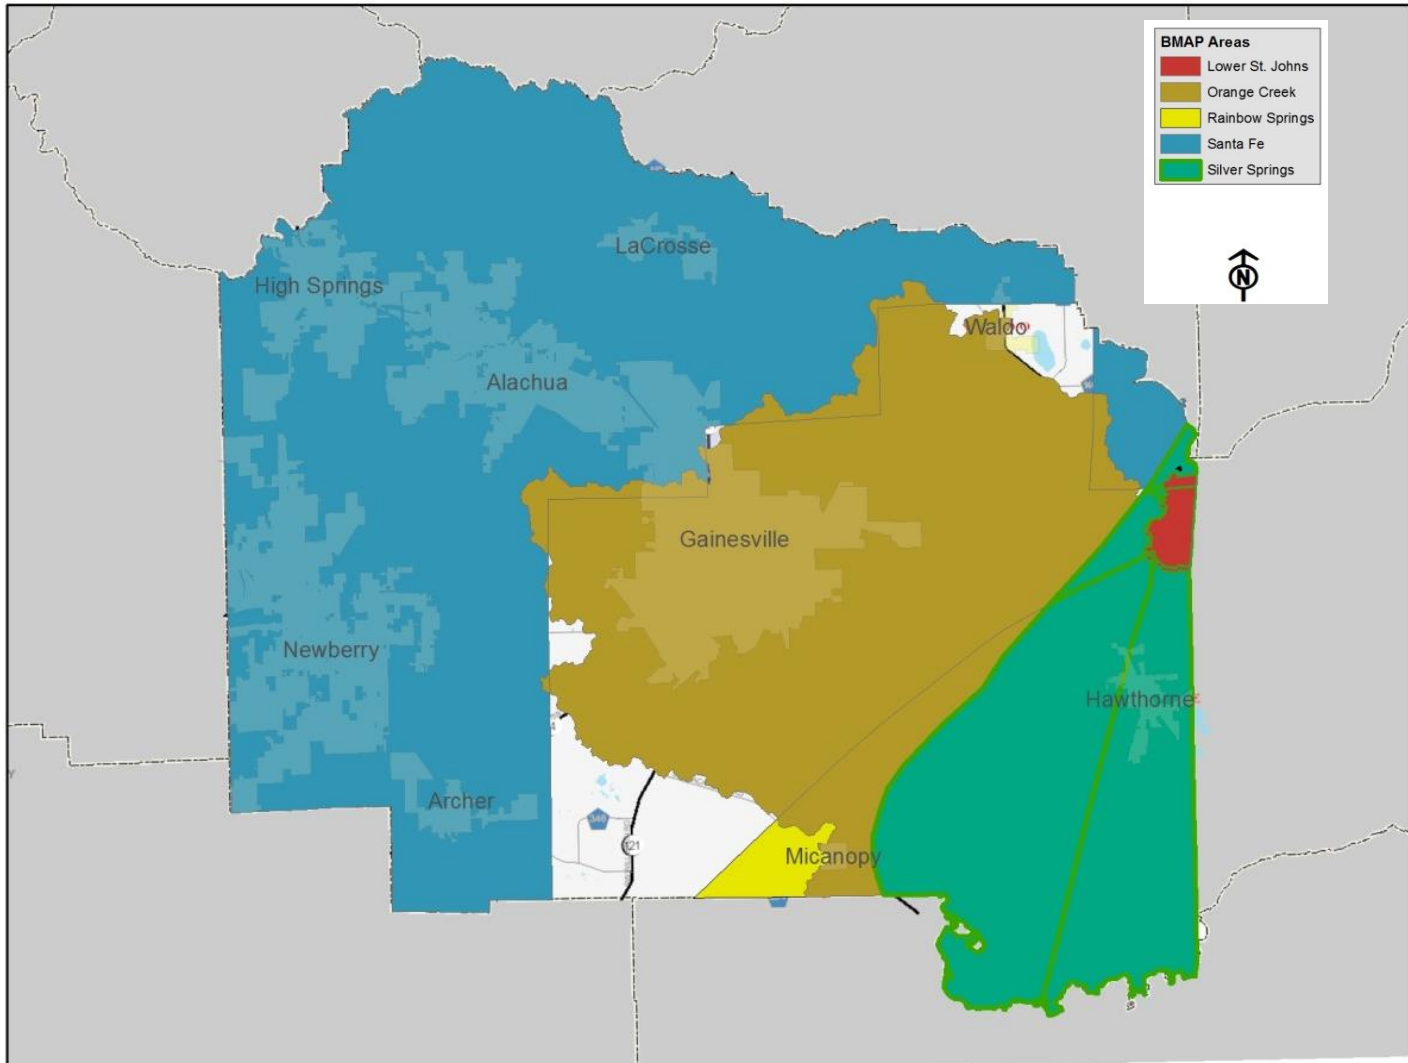 BMAP Areas
Lower St. Johns
Orange Creek
Rainbow Springs
Santa Fe
Silver Springs
N
LaCrosse
High Springs
Waldo
Alachua
Gainesville
Newberry
Hawthorne
Archer
346
121
Micanopy